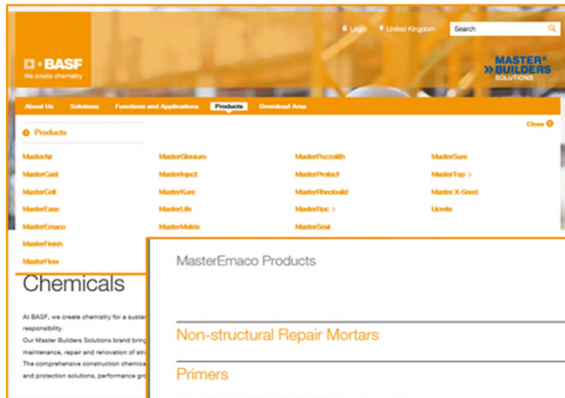 Login
United Kingdom
Search
BASF
We create chemistry
MASTER®
BUILDERS
SOLUTIONS
About Us Solutions Functions and Applications Products Download Area
Close
Products
MasterAir MasterGlenium MasterPozzolith MasterSure
MasterCast MasterInject MasterProtect MasterTop >
MasterCell MasterKure MasterRheobuild Master X-Seed
MasterEase MasterLife MasterRoc > Ucrete
MasterEmaco MasterMatrix MasterSeal
MasterFinish
MasterFlow
Chemicals
At BASF, we create chemistry for a susta
responsibility.
Our Master Builders Solutions brand bring
maintenance, repair and renovation of str
The comprehensive construction chemica
and protection solutions, performance gro
MasterEmaco Products
Non-structural Repair Mortars
Primers